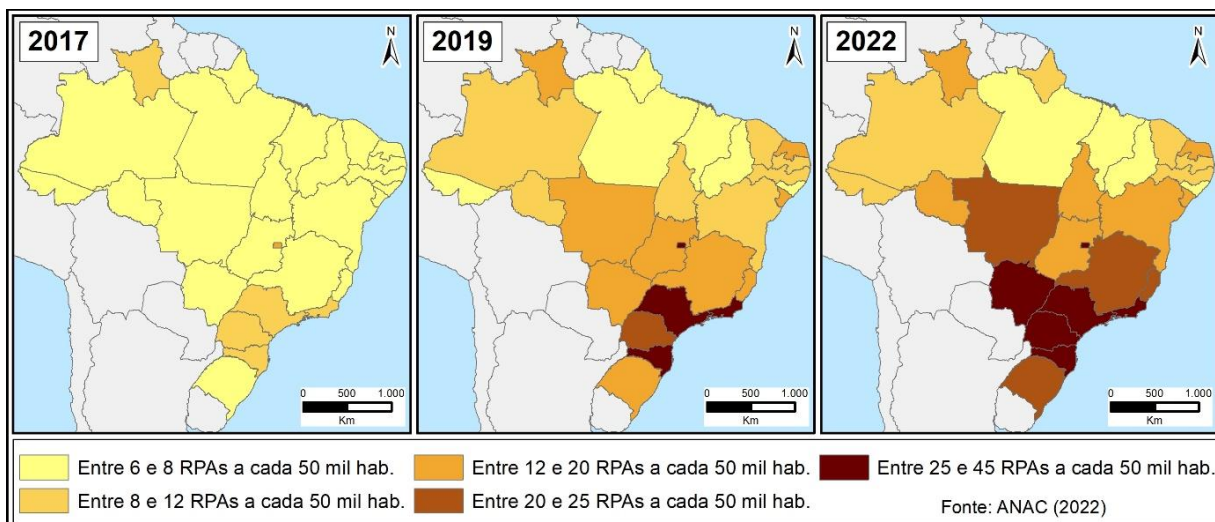 2017
N
0 500 1.000
Km
2019
N
0 500 1.000
Km
2022
N
0 500 1.000
Km
Entre 6 e 8 RPAs a cada 50 mil hab.
Entre 8 e 12 RPAs a cada 50 mil hab.
Entre 12 e 20 RPAs a cada 50 mil hab.
Entre 20 e 25 RPAs a cada 50 mil hab.
Entre 25 e 45 RPAs a cada 50 mil hab.
Fonte: ANAC (2022)